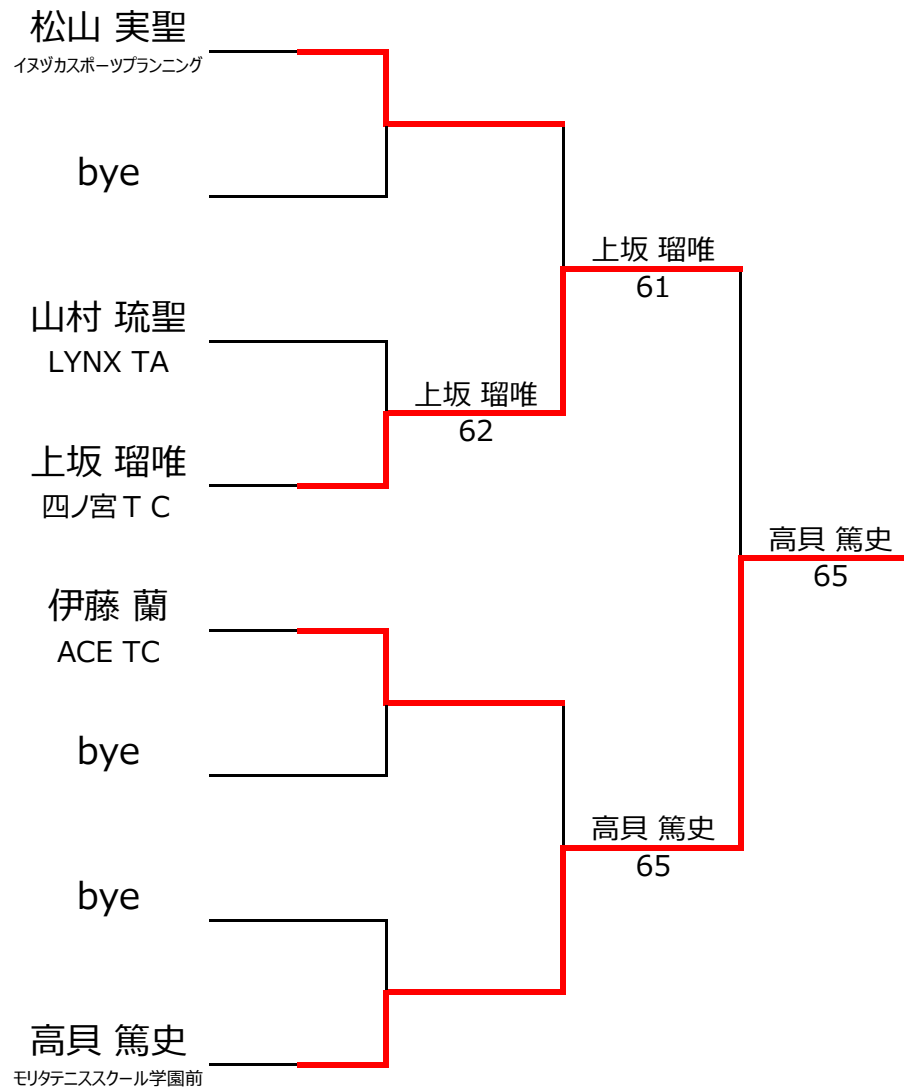 松山 実聖
イヌヅカスポーツプランニング
bye
山村 琉聖
LYNX TA
上坂 瑠唯
四ノ宮ＴＣ
伊藤 蘭
ACE TC
bye
bye
高貝 篤史
モリタテニススクール学園前
上坂 瑠唯
62
上坂 瑠唯
61
高貝 篤史
65
高貝 篤史
65